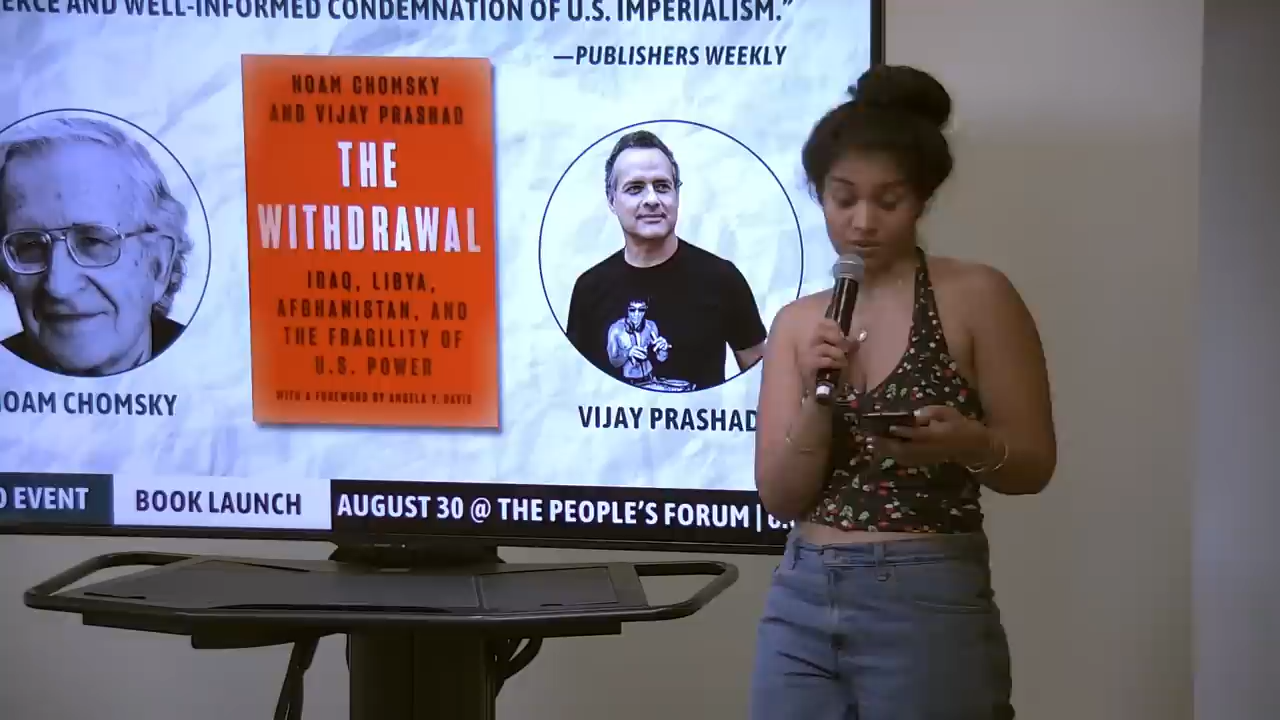 ERCE AND WELL-INFORMED CONDEMNATION OF U.S. IMPERIALISM."
—PUBLISHERS WEEKLY
NOAM CHOMSKY
AND VIJAY PRASHAD
THE
WITHDRAWAL
IRAQ, LIBYA,
AFGHANISTAN, AND
THE FRAGILITY OF
U.S. POWER
WITH A FOREWORD BY ANGELA Y. DAVIS
NOAM CHOMSKY
VIJAY PRASHAD
EVENT
BOOK LAUNCH
AUGUST 30 @ THE PEOPLE'S FORUM |